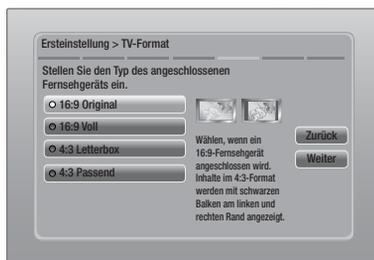 Ersteinstellung > TV-Format
Stellen Sie den Typ des angeschlossenen
Fernsehgeräts ein.
16:9 Original
16:9 Voll
4:3 Letterbox
4:3 Passend
Wählen, wenn ein
16:9-Fernsehgerät
angeschlossen wird.
Inhalte im 4:3-Format
werden mit schwarzen
Balken am linken und
rechten Rand angezeigt.
Zurück
Weiter